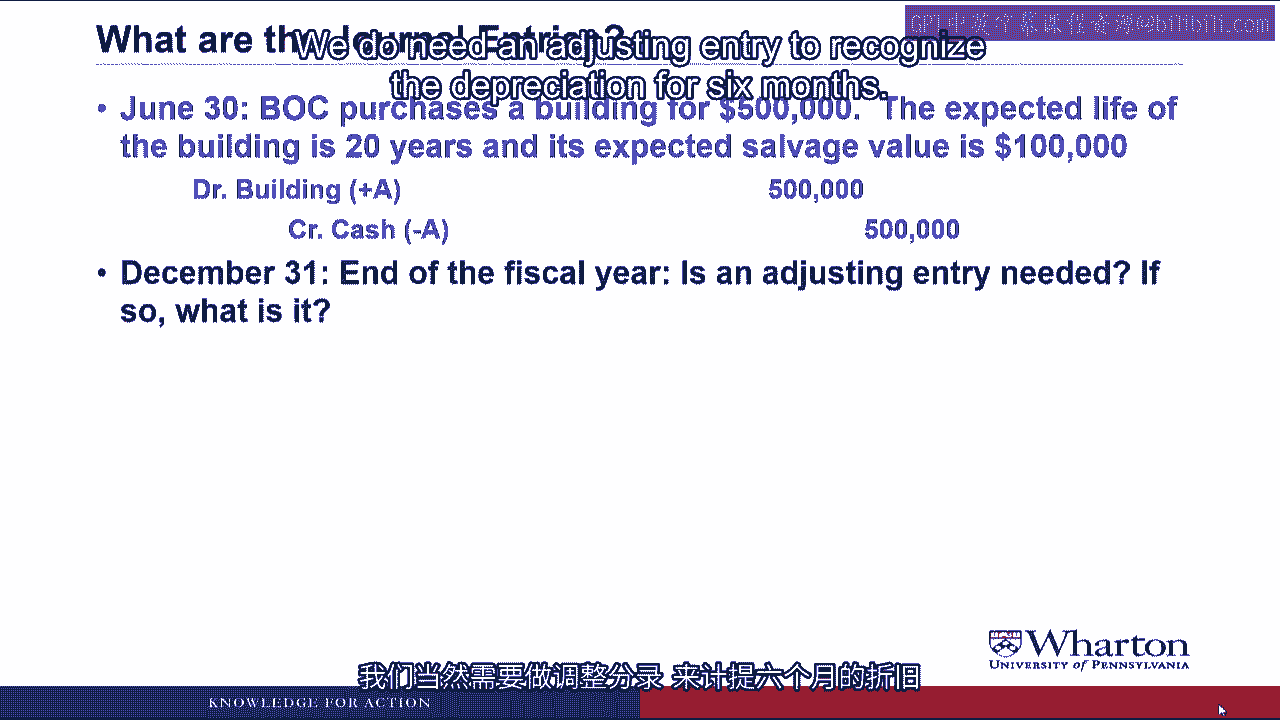 What are the Journal Entries?
We do need an adjusting entry to recognize
the depreciation for six months.
• June 30: BOC purchases a building for $500,000. The expected life of
the building is 20 years and its expected salvage value is $100,000
Dr. Building (+A) 500,000
Cr. Cash (-A) 500,000
• December 31: End of the fiscal year: Is an adjusting entry needed? If
so, what is it?
Wharton
UNIVERSITY of PENNSYLVANIA
我们当然需要做调整分录 来计提六个月的折旧
KNOWLEDGE FOR ACTION